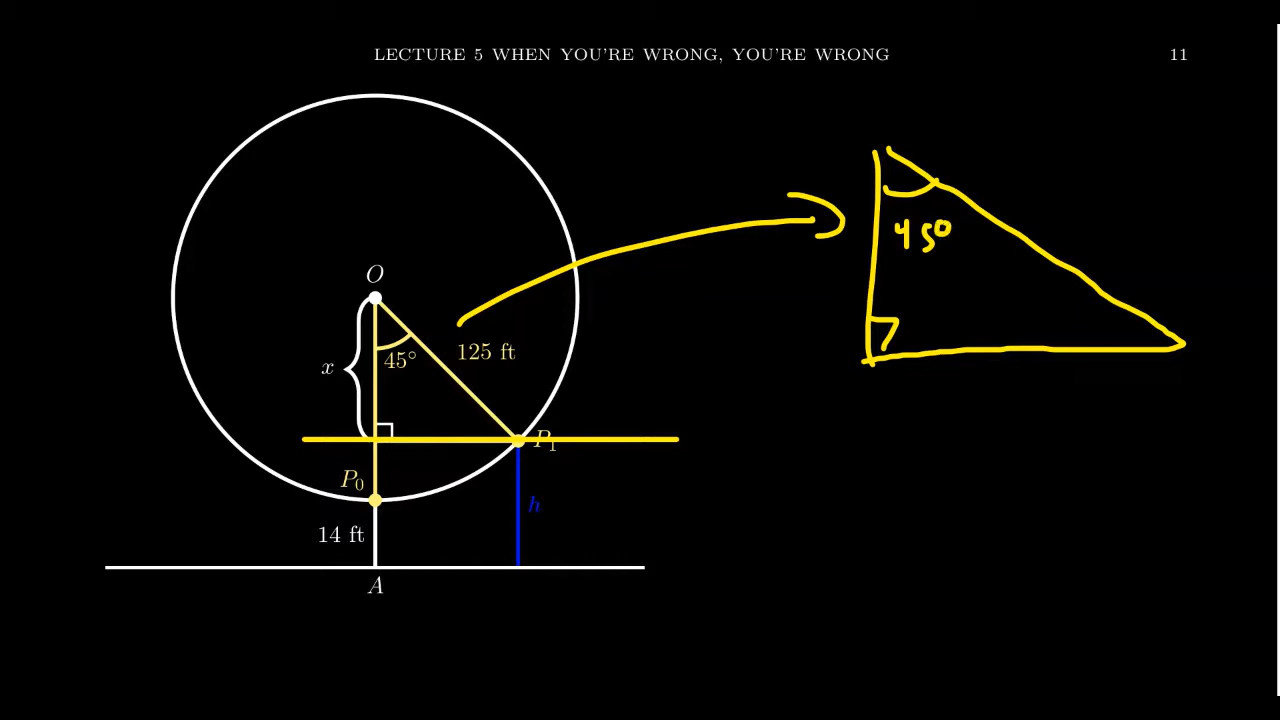 LECTURE 5 WHEN YOU'RE WRONG, YOU'RE WRONG
11
45°
O
x
45°
125 ft
P₁
P₀
h
14 ft
A